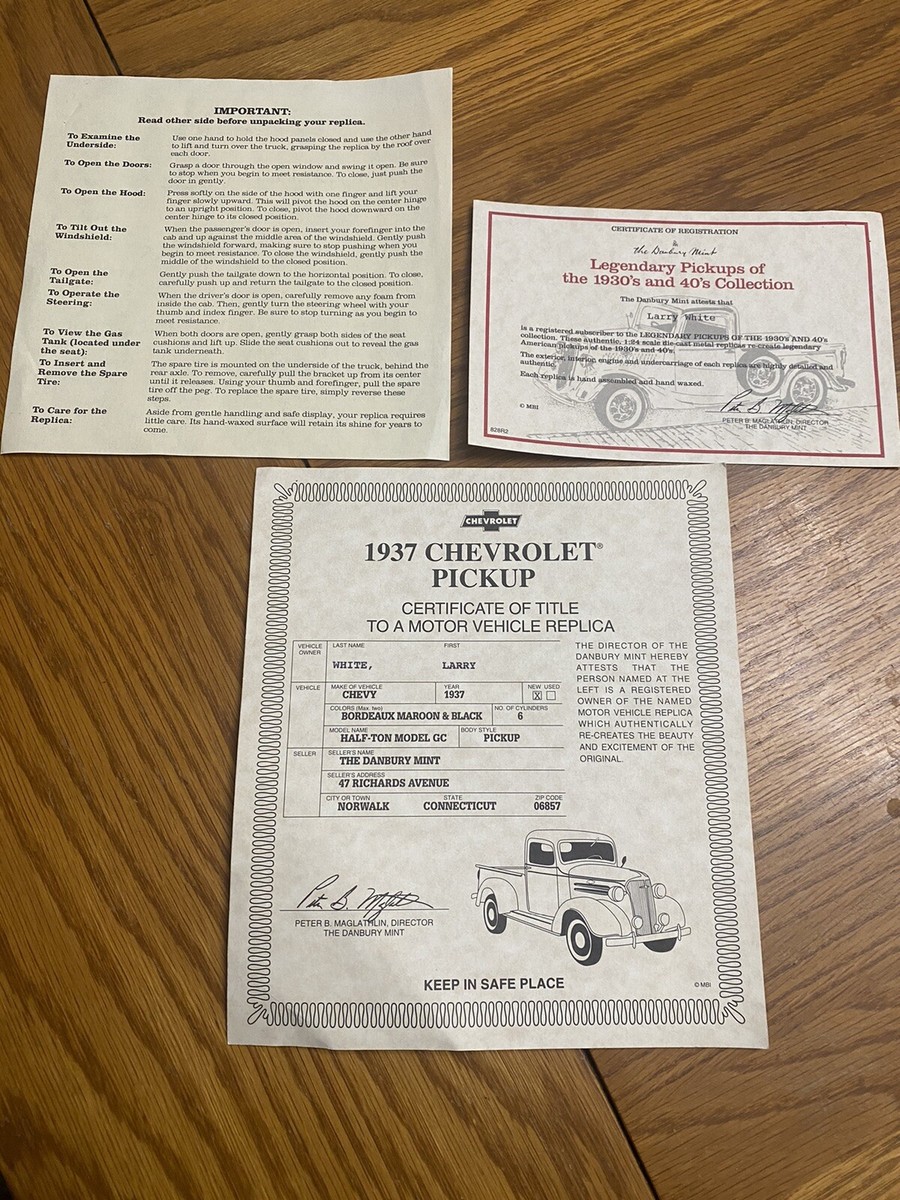 IMPORTANT:
Read other side before unpacking your replica.
To Examine the Underside: Use one hand to hold the hood panels closed and use the other hand
to lift and turn over the truck, grasping the replica by the roof over
each door.
To Open the Doors: Grasp a door through the open window and swing it open. Be sure
to stop when you begin to meet resistance. To close, just push the
door in gently.
To Open the Hood: Press softly on the side of the hood with one finger and lift your
finger slowly upward. This will pivot the hood on the center hinge
to an upright position. To close, pivot the hood downward on the
center hinge to its closed position.
To Tilt Out the Windshield: When the passenger's door is open, insert your forefinger into the
cab and up against the middle area of the windshield. Gently push
the windshield forward, making sure to stop pushing when you
begin to meet resistance. To close the windshield, gently push the
middle of the windshield to the closed position.
To Open the Tailgate: Gently push the tailgate down to the horizontal position. To close,
carefully push up and return the tailgate to the closed position.
To Operate the Steering: When the driver's door is open, carefully remove any foam from
inside the cab. Then, gently turn the steering wheel with your
thumb and index finger. Be sure to stop turning as you begin to
meet resistance.
To View the Gas Tank (located under the seat): When both doors are open, gently grasp both sides of the seat
cushions and lift up. Slide the seat cushions out to reveal the gas
tank underneath.
To Insert and Remove the Spare Tire: The spare tire is mounted on the underside of the truck, behind the
rear axle. To remove, carefully pull the bracket up from its center
until it releases. Using your thumb and forefinger, pull the spare
tire off the peg. To replace the spare tire, simply reverse these
steps.
To Care for the Replica: Aside from gentle handling and safe display, your replica requires
little care. Its hand-waxed surface will retain its shine for years to
come.
CERTIFICATE OF REGISTRATION
to
the Danbury Mint
Legendary Pickups of
the 1930's and 40's Collection
The Danbury Mint attests that
Larry White
is a registered subscriber to the LEGENDARY PICKUPS OF THE 1930'S AND 40's
collection. These authentic, 1:24 scale die-cast metal replicas re-create legendary
American pickups of the 1930's and 40's.
The exterior, interior, engine and undercarriage of each replica are highly detailed and
authentic.
Each replica is hand assembled and hand waxed.
© MBI
Peter B. Maglathlin
PETER B. MAGLATHLIN, DIRECTOR
THE DANBURY MINT
828R2
CHEVROLET
1937 CHEVROLET®
PICKUP
CERTIFICATE OF TITLE
TO A MOTOR VEHICLE REPLICA
VEHICLE OWNER LAST NAME FIRST
WHITE, LARRY
VEHICLE MAKE OF VEHICLE YEAR NEW USED
CHEVY 1937 X
COLORS (Max. two) NO. OF CYLINDERS
BORDEAUX MAROON & BLACK 6
MODEL NAME BODY STYLE
HALF-TON MODEL GC PICKUP
SELLER SELLER'S NAME
THE DANBURY MINT
SELLER'S ADDRESS
47 RICHARDS AVENUE
CITY OR TOWN STATE ZIP CODE
NORWALK CONNECTICUT 06857
THE DIRECTOR OF THE
DANBURY MINT HEREBY
ATTESTS THAT THE
PERSON NAMED AT THE
LEFT IS A REGISTERED
OWNER OF THE NAMED
MOTOR VEHICLE REPLICA
WHICH AUTHENTICALLY
RE-CREATES THE BEAUTY
AND EXCITEMENT OF THE
ORIGINAL.
Peter B. Maglathlin
PETER B. MAGLATHLIN, DIRECTOR
THE DANBURY MINT
KEEP IN SAFE PLACE
© MBI